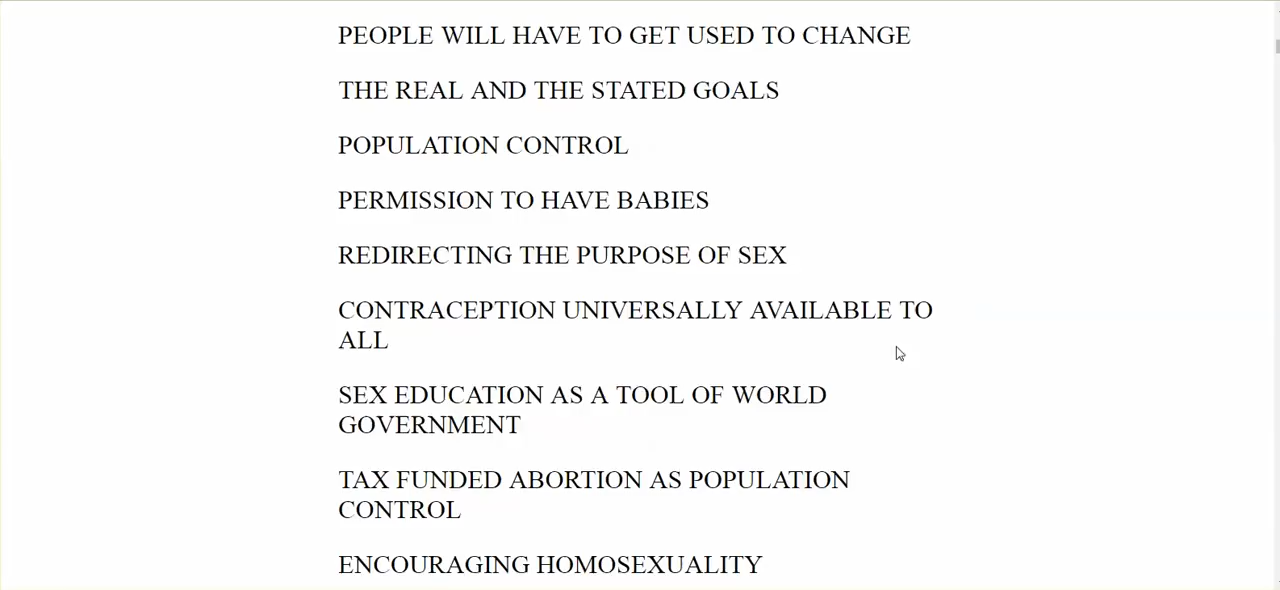 PEOPLE WILL HAVE TO GET USED TO CHANGE
THE REAL AND THE STATED GOALS
POPULATION CONTROL
PERMISSION TO HAVE BABIES
REDIRECTING THE PURPOSE OF SEX
CONTRACEPTION UNIVERSALLY AVAILABLE TO
ALL
SEX EDUCATION AS A TOOL OF WORLD
GOVERNMENT
TAX FUNDED ABORTION AS POPULATION
CONTROL
ENCOURAGING HOMOSEXUALITY